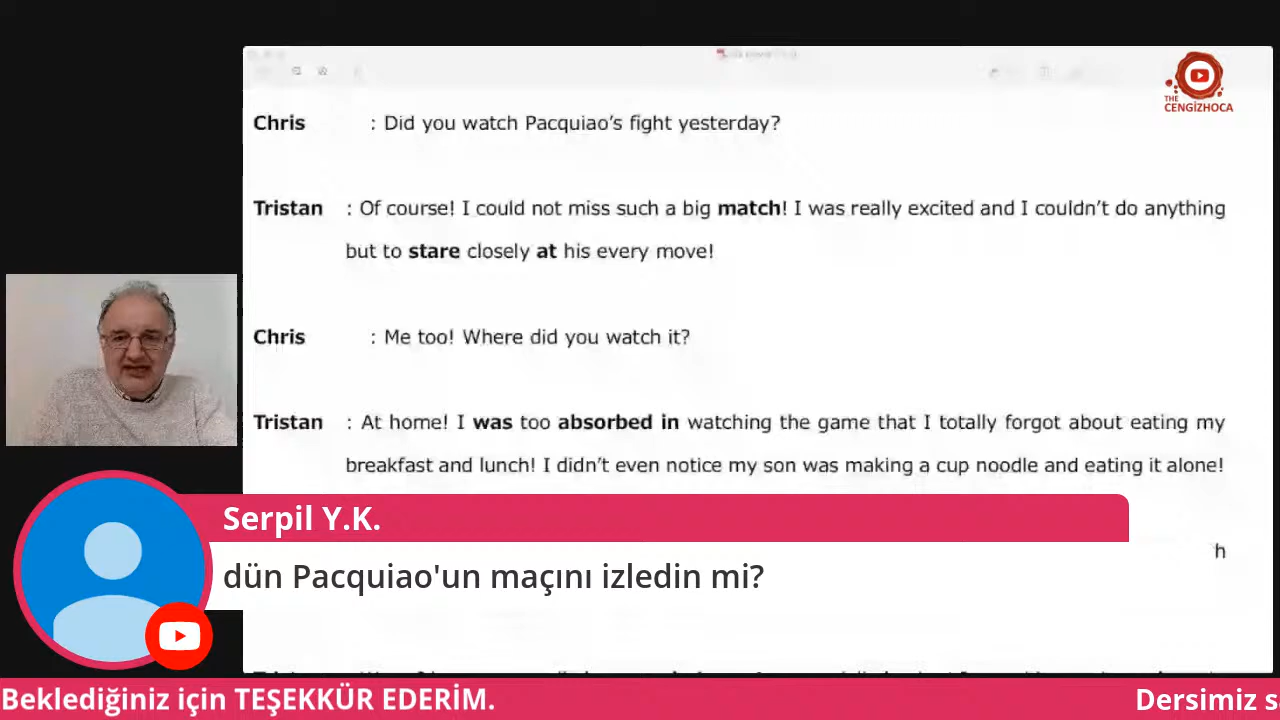 THE
CENGİZHOCA
Chris : Did you watch Pacquiao's fight yesterday?
Tristan : Of course! I could not miss such a big match! I was really excited and I couldn't do anything
but to stare closely at his every move!
Chris : Me too! Where did you watch it?
Tristan : At home! I was too absorbed in watching the game that I totally forgot about eating my
breakfast and lunch! I didn't even notice my son was making a cup noodle and eating it alone!
h
Serpil Y.K.
dün Pacquiao'un maçını izledin mi?
Beklediğiniz için TEŞEKKÜR EDERİM.
Dersimiz s